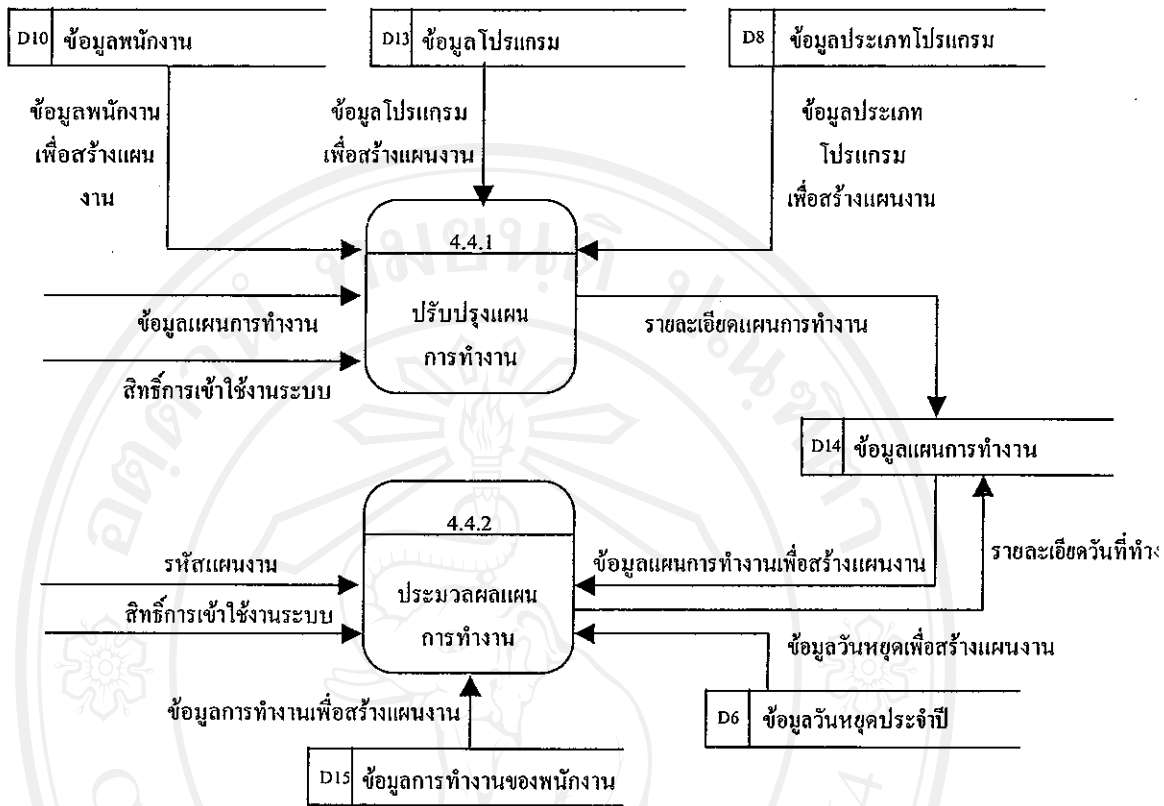 D10 ข้อมูลพนักงาน
D13 ข้อมูลโปรแกรม
D8 ข้อมูลประเภทโปรแกรม
ข้อมูลพนักงาน
เพื่อสร้างแผน
งาน
ข้อมูลโปรแกรม
เพื่อสร้างแผนงาน
ข้อมูลประเภท
โปรแกรม
เพื่อสร้างแผนงาน
4.4.1
ปรับปรุงแผน
การทำงาน
ข้อมูลแผนการทำงาน
สิทธิ์การเข้าใช้งานระบบ
รายละเอียดแผนการทำงาน
D14 ข้อมูลแผนการทำงาน
4.4.2
ประมวลผลแผน
การทำงาน
รหัสแผนงาน
สิทธิ์การเข้าใช้งานระบบ
ข้อมูลแผนการทำงานเพื่อสร้างแผนงาน
รายละเอียดวันที่ทำง
ข้อมูลวันหยุดเพื่อสร้างแผนงาน
ข้อมูลการทำงานเพื่อสร้างแผนงาน
D6 ข้อมูลวันหยุดประจำปี
D15 ข้อมูลการทำงานของพนักงาน